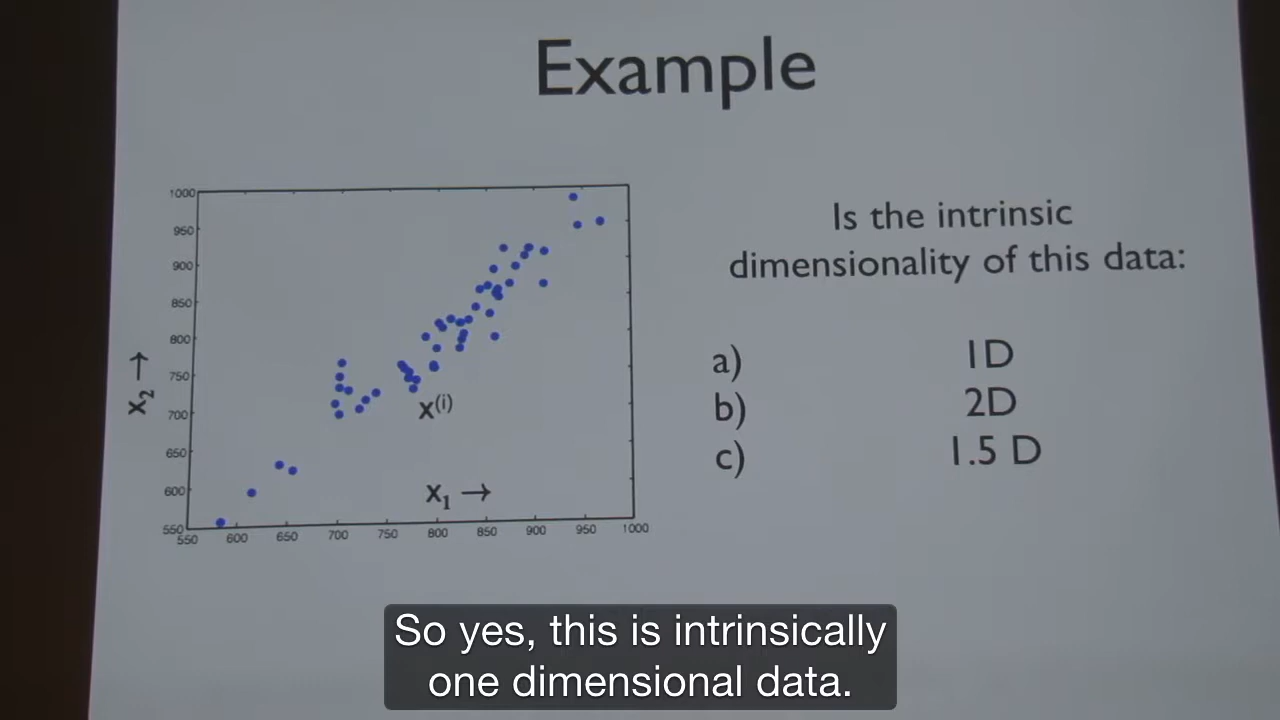 Example
1000
950
900
850
800
750
700
650
600
550
x₂ →
550 600 650 700 750 800 850 900 950 1000
x⁽ⁱ⁾
x₁ →
Is the intrinsic
dimensionality of this data:
a) 1D
b) 2D
c) 1.5 D
So yes, this is intrinsically
one dimensional data.